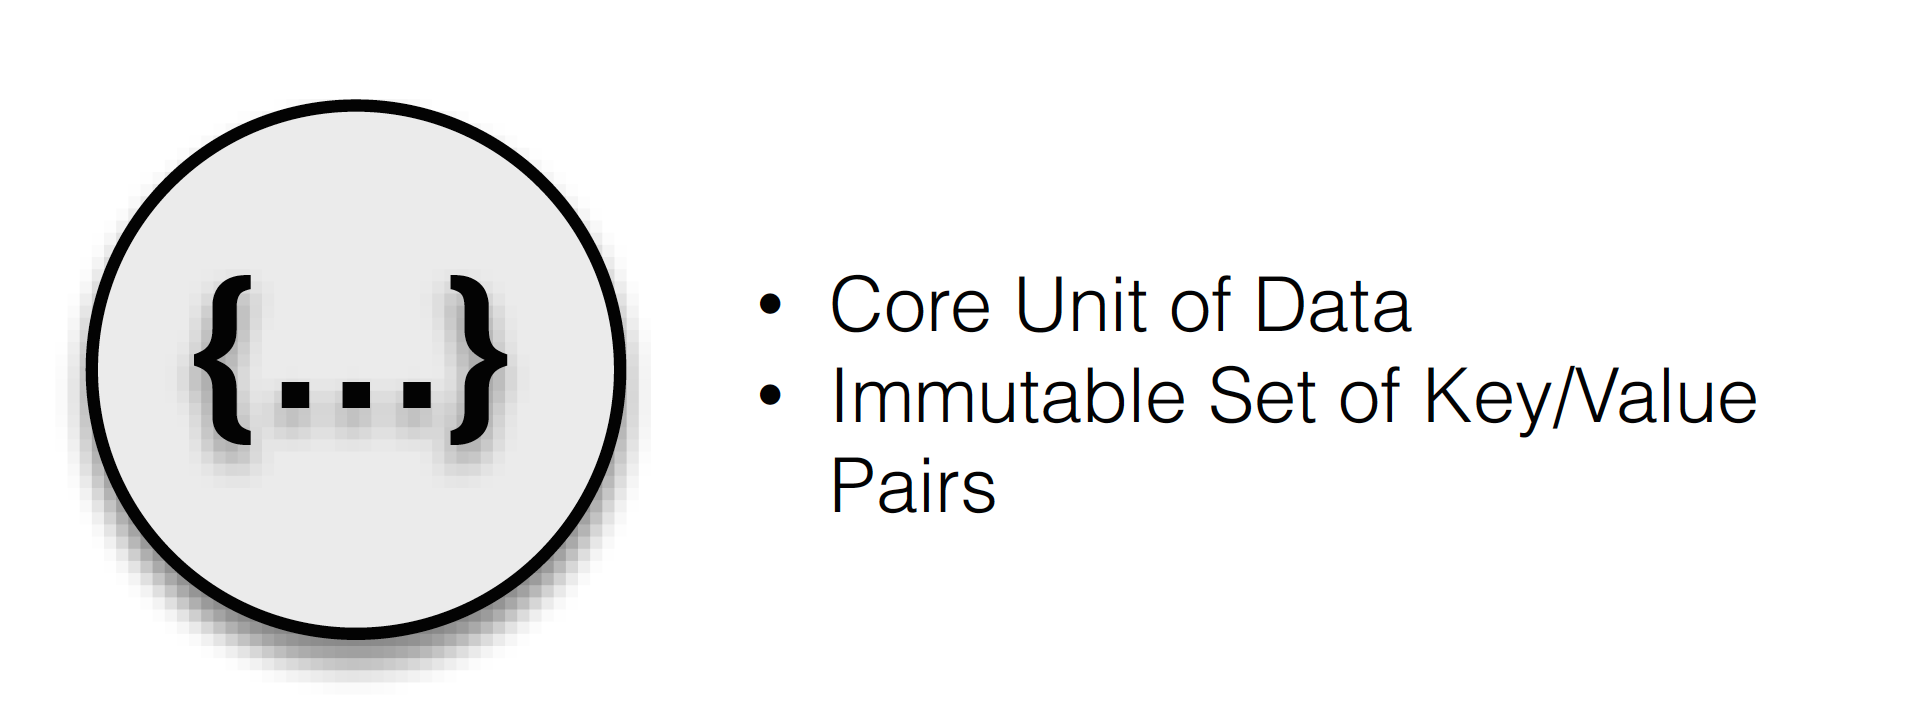 {...}
• Core Unit of Data
• Immutable Set of Key/Value
Pairs